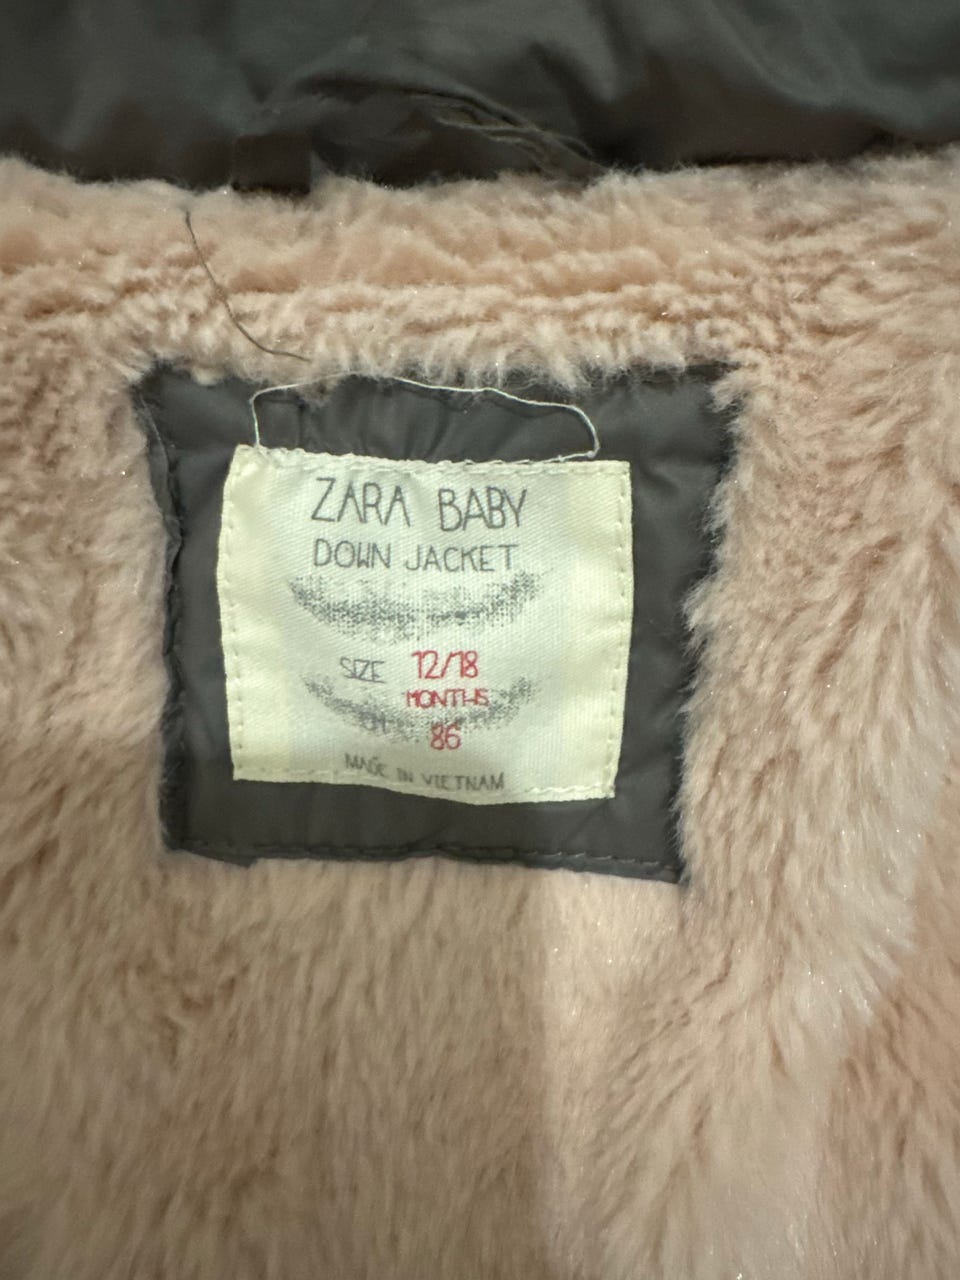 ZARA BABY
DOWN JACKET
SIZE 12/18
MONTHS
86
MADE IN VIETNAM